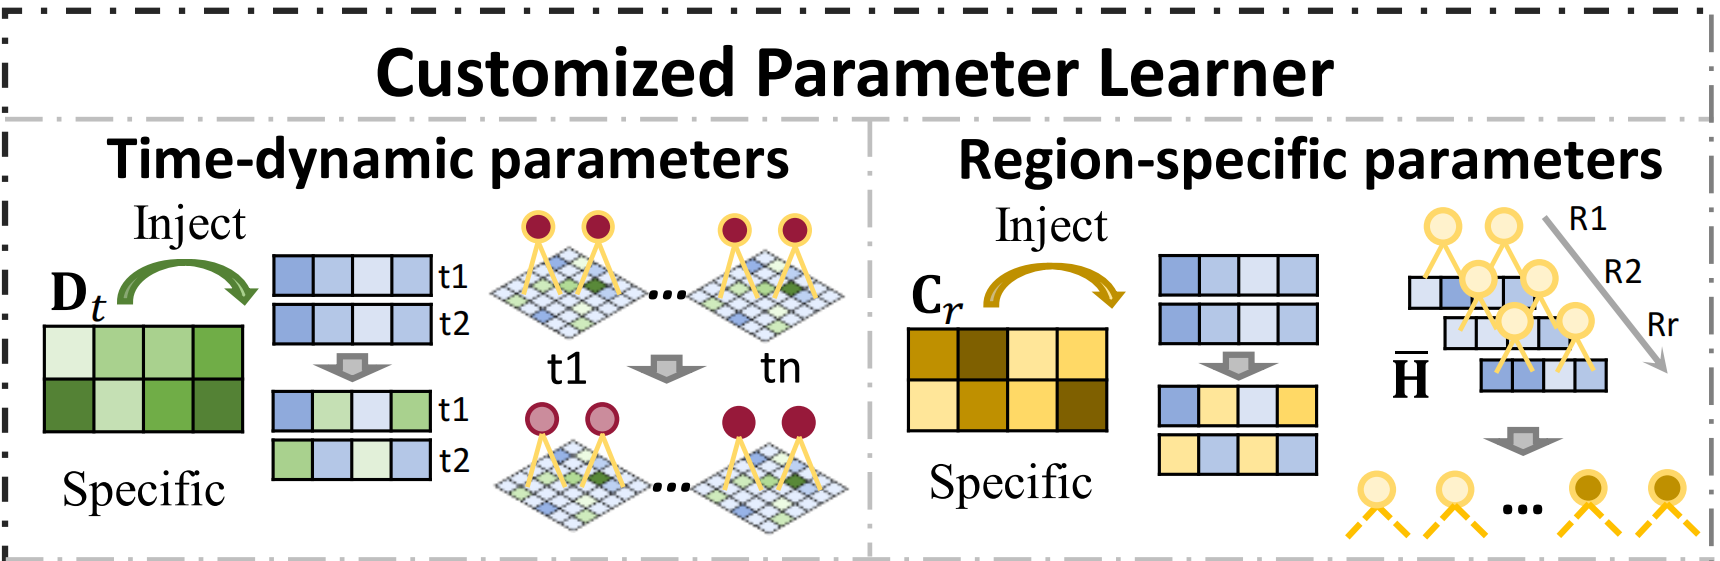 Customized Parameter Learner
Time-dynamic parameters
Inject
D_t
t1
t2
t1
t2
Specific
...
t1
tn
...
Region-specific parameters
Inject
C_r
Specific
R1
R2
Rr
H̅
...